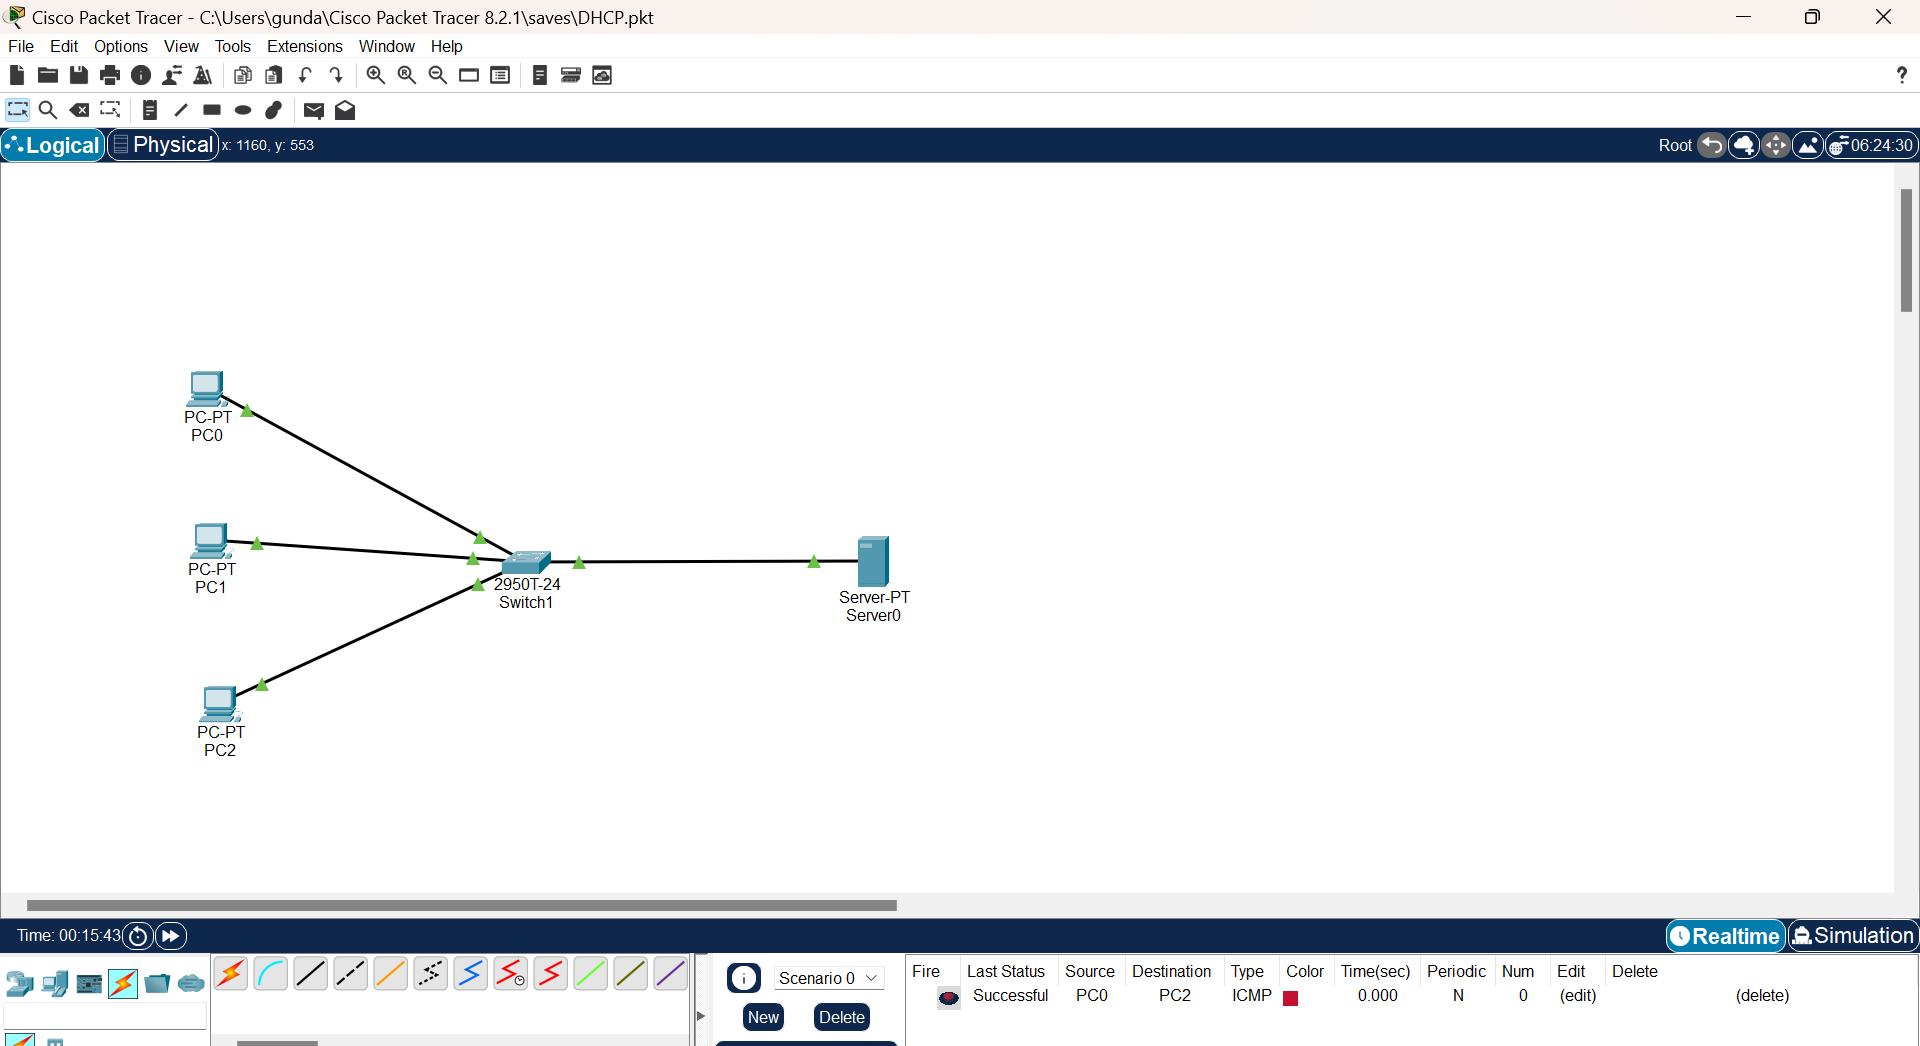 Cisco Packet Tracer - C:\Users\gunda\Cisco Packet Tracer 8.2.1\saves\DHCP.pkt
File Edit Options View Tools Extensions Window Help
?
Logical Physical x: 1160, y: 553 Root 06:24:30
PC-PT
PC0
PC-PT
PC1
2950T-24
Switch1
Server-PT
Server0
PC-PT
PC2
Time: 00:15:43 Realtime Simulation
Scenario 0
New Delete
Fire Last Status Source Destination Type Color Time(sec) Periodic Num Edit Delete
Successful PC0 PC2 ICMP 0.000 N 0 (edit) (delete)